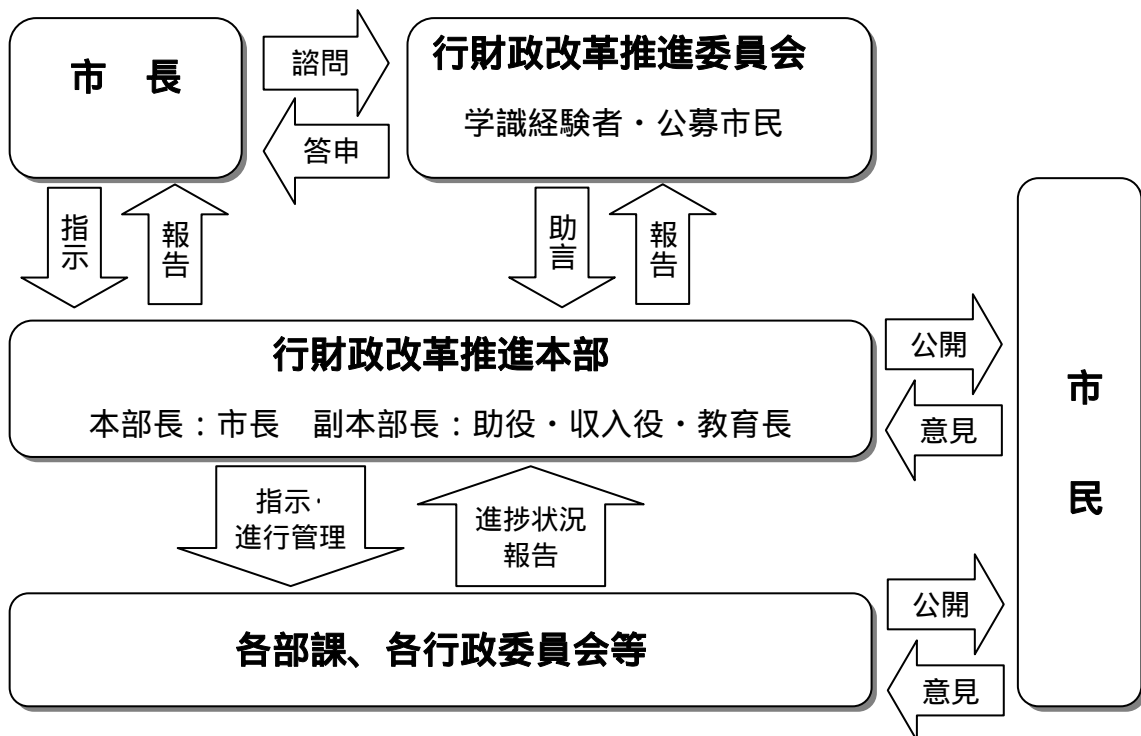 市　長
諮問
答申
行財政改革推進委員会
学識経験者・公募市民
指示
報告
助言
報告
行財政改革推進本部
本部長：市長　副本部長：助役・収入役・教育長
公開
意見
指示・
進行管理
進捗状況
報告
各部課、各行政委員会等
公開
意見
市
民